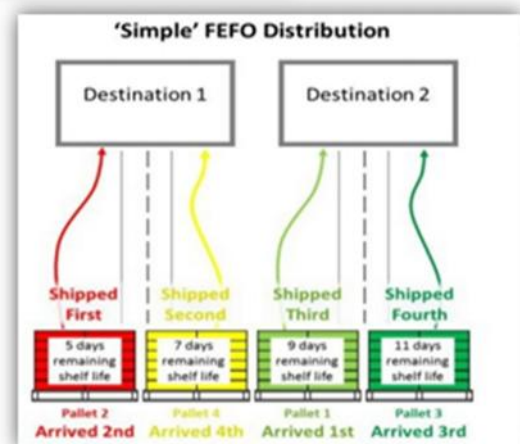 ‘Simple’ FEFO Distribution
Destination 1
Destination 2
Shipped
First
Shipped
Second
Shipped
Third
Shipped
Fourth
5 days
remaining
shelf life
7 days
remaining
shelf life
9 days
remaining
shelf life
11 days
remaining
shelf life
Pallet 2
Arrived 2nd
Pallet 4
Arrived 4th
Pallet 1
Arrived 1st
Pallet 3
Arrived 3rd